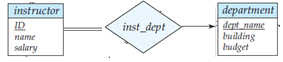 instructor
ID
name
salary
inst_dept
department
dept_name
building
budget